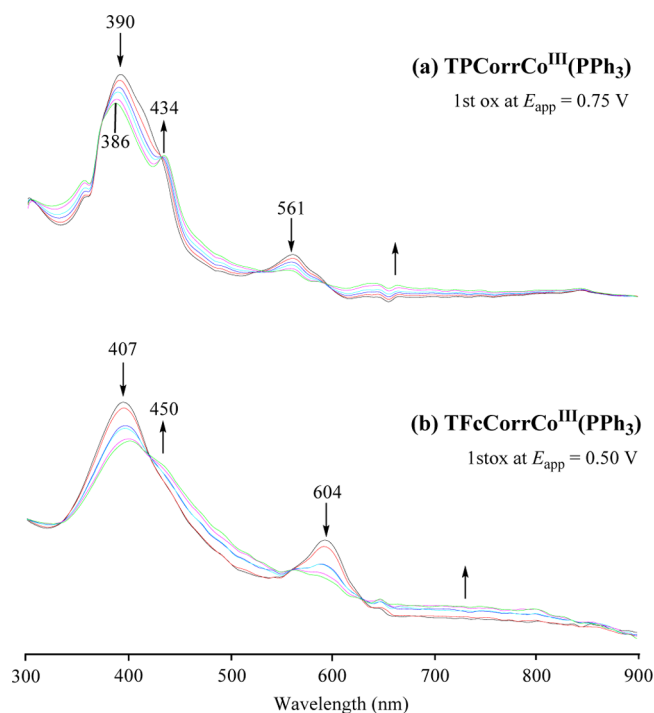 390
(a) TPCorrCoIII(PPh3)
434
1st ox at Eapp = 0.75 V
386
561
407
450
(b) TFcCorrCoIII(PPh3)
1stox at Eapp = 0.50 V
604
300 400 500 600 700 800 900
Wavelength (nm)